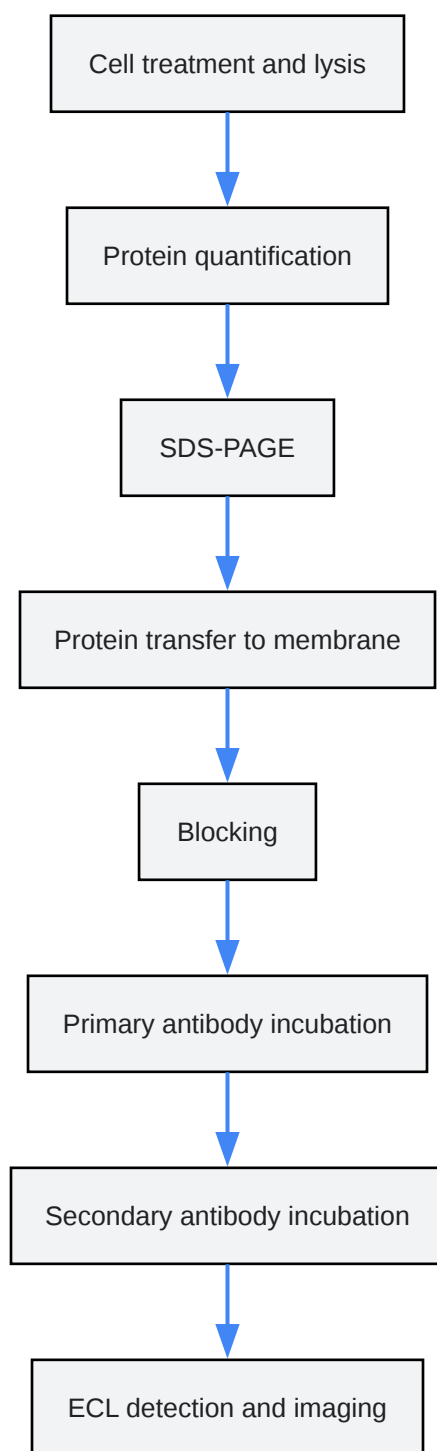 Cell treatment and lysis
Protein quantification
SDS-PAGE
Protein transfer to membrane
Blocking
Primary antibody incubation
Secondary antibody incubation
ECL detection and imaging